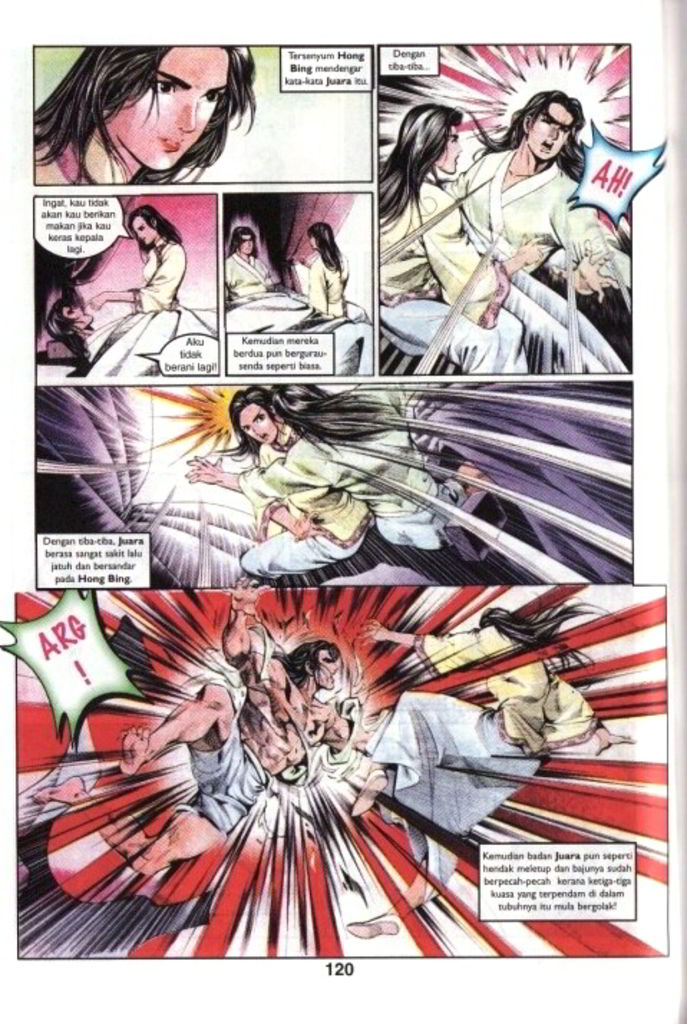 Tersenyum Hong
Bing mendengar
kata-kata Juara itu.
Dengan
tiba-tiba...
AH!
Ingat, kau tidak
akan kau berikan
makan jika kau
keras kepala
lagi.
Aku
tidak
berani lagi!
Kemudian mereka
berdua pun bergurau-
senda seperti biasa.
Dengan tiba-tiba, Juara
berasa sangat sakit lalu
jatuh dan bersandar
pada Hong Bing.
ARG
!
Kemudian badan Juara pun seperti
hendak meletup dan bajunya sudah
berpecah-pecah kerana ketiga-tiga
kuasa yang terpendam di dalam
tubuhnya itu mula bergolak!
120